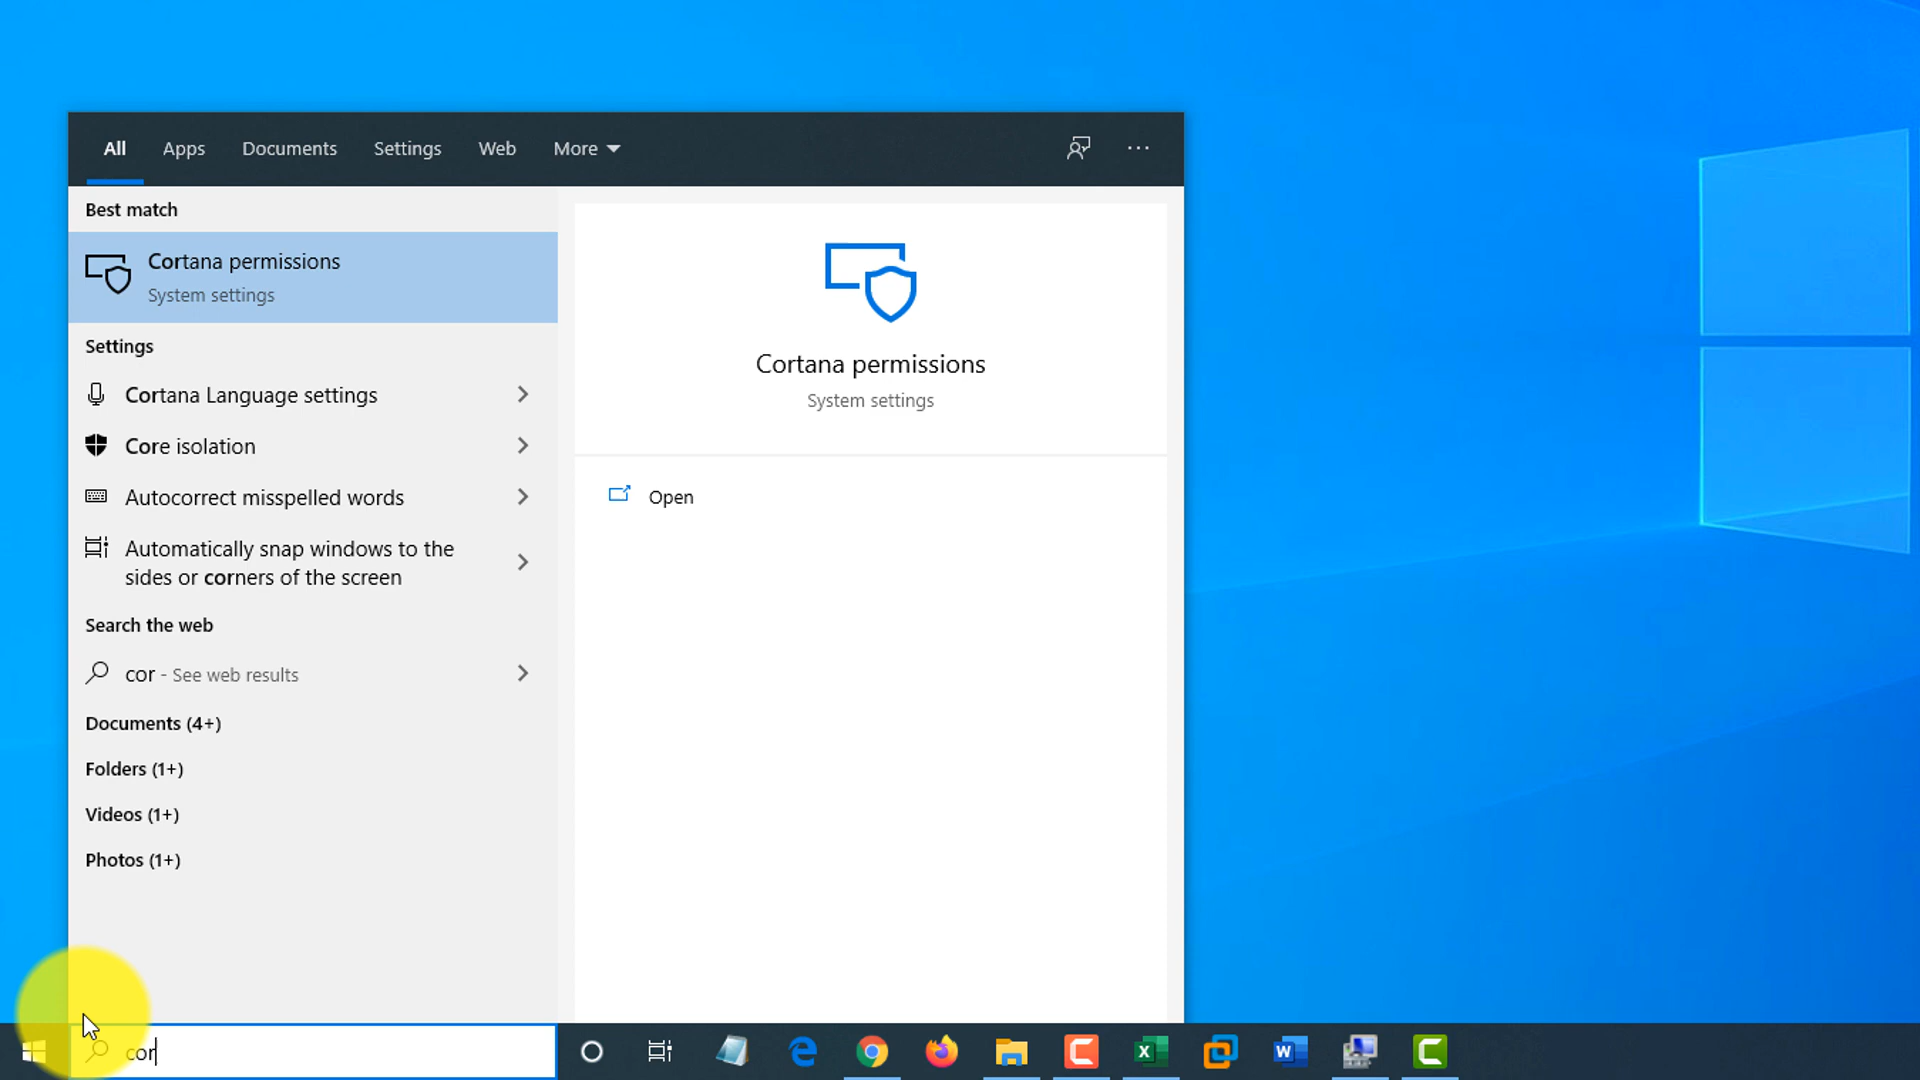 All Apps Documents Settings Web More
Best match
Cortana permissions
System settings
Settings
Cortana Language settings
Core isolation
Autocorrect misspelled words
Automatically snap windows to the
sides or corners of the screen
Search the web
cor - See web results
Documents (4+)
Folders (1+)
Videos (1+)
Photos (1+)
Cortana permissions
System settings
Open
cor